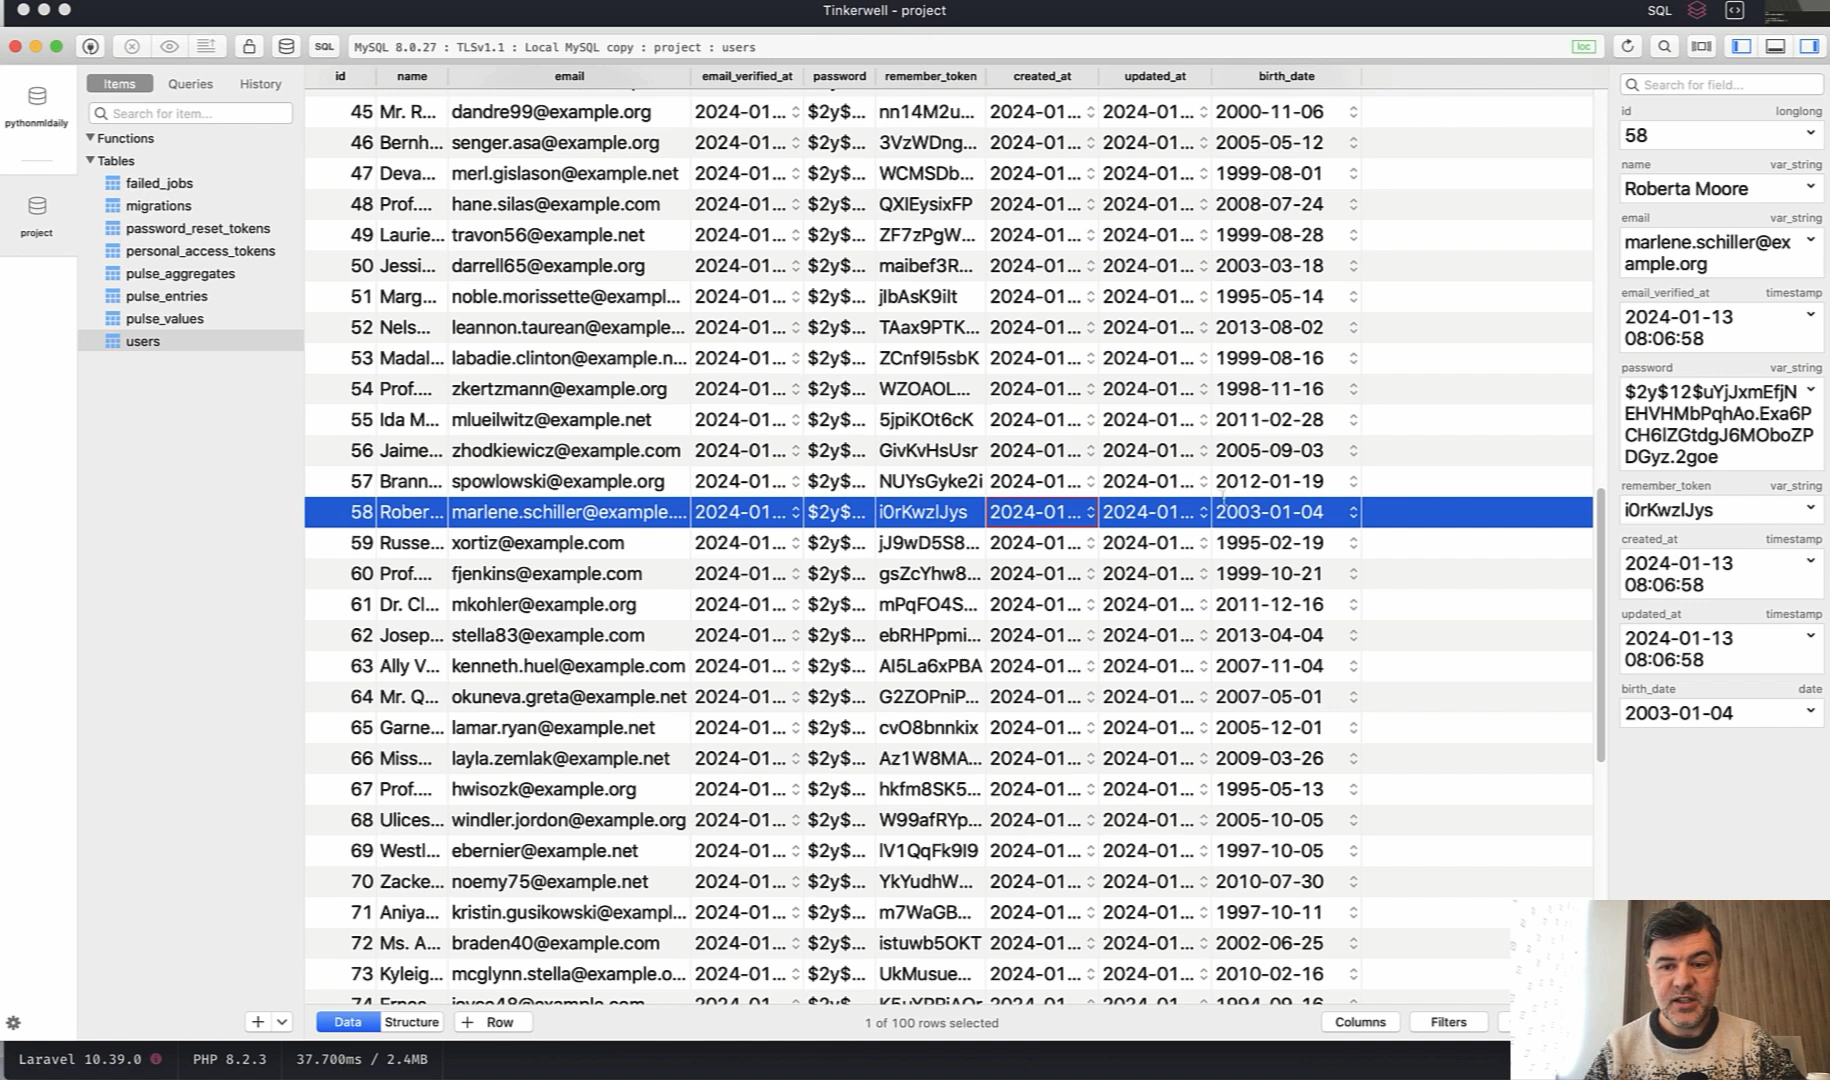 Tinkerwell - project
SQL
SQL
MySQL 8.0.27 : TLSv1.1 : Local MySQL copy : project : users
loc
pythonmldaily
project
Items Queries History
Search for item...
Functions
Tables
failed_jobs
migrations
password_reset_tokens
personal_access_tokens
pulse_aggregates
pulse_entries
pulse_values
users
id name email email_verified_at password remember_token created_at updated_at birth_date
45 Mr. R... dandre99@example.org 2024-01... $2y$... nn14M2u... 2024-01... 2024-01... 2000-11-06
46 Bernh... senger.asa@example.org 2024-01... $2y$... 3VzWDng... 2024-01... 2024-01... 2005-05-12
47 Deva... merl.gislason@example.net 2024-01... $2y$... WCMSDb... 2024-01... 2024-01... 1999-08-01
48 Prof.... hane.silas@example.com 2024-01... $2y$... QXIEysixFP 2024-01... 2024-01... 2008-07-24
49 Laurie... travon56@example.net 2024-01... $2y$... ZF7zPgW... 2024-01... 2024-01... 1999-08-28
50 Jessi... darrell65@example.org 2024-01... $2y$... maibef3R... 2024-01... 2024-01... 2003-03-18
51 Marg... noble.morissette@exampl... 2024-01... $2y$... jlbAsK9ilt 2024-01... 2024-01... 1995-05-14
52 Nels... leannon.taurean@example... 2024-01... $2y$... TAax9PTK... 2024-01... 2024-01... 2013-08-02
53 Madal... labadie.clinton@example.n... 2024-01... $2y$... ZCnf9I5sbK 2024-01... 2024-01... 1999-08-16
54 Prof.... zkertzmann@example.org 2024-01... $2y$... WZOAOL... 2024-01... 2024-01... 1998-11-16
55 Ida M... mlueilwitz@example.net 2024-01... $2y$... 5jpiKOt6cK 2024-01... 2024-01... 2011-02-28
56 Jaime... zhodkiewicz@example.com 2024-01... $2y$... GivKvHsUsr 2024-01... 2024-01... 2005-09-03
57 Brann... spowlowski@example.org 2024-01... $2y$... NUYsGyke2i 2024-01... 2024-01... 2012-01-19
58 Rober... marlene.schiller@example.... 2024-01... $2y$... i0rKwzlJys 2024-01... 2024-01... 2003-01-04
59 Russe... xortiz@example.com 2024-01... $2y$... jJ9wD5S8... 2024-01... 2024-01... 1995-02-19
60 Prof.... fjenkins@example.com 2024-01... $2y$... gsZcYhw8... 2024-01... 2024-01... 1999-10-21
61 Dr. Cl... mkohler@example.org 2024-01... $2y$... mPqFO4S... 2024-01... 2024-01... 2011-12-16
62 Josep... stella83@example.com 2024-01... $2y$... ebRHPpmi... 2024-01... 2024-01... 2013-04-04
63 Ally V... kenneth.huel@example.com 2024-01... $2y$... AI5La6xPBA 2024-01... 2024-01... 2007-11-04
64 Mr. Q... okuneva.greta@example.net 2024-01... $2y$... G2ZOPniP... 2024-01... 2024-01... 2007-05-01
65 Garne... lamar.ryan@example.net 2024-01... $2y$... cvO8bnnkix 2024-01... 2024-01... 2005-12-01
66 Miss... layla.zemlak@example.net 2024-01... $2y$... Az1W8MA... 2024-01... 2024-01... 2009-03-26
67 Prof.... hwisozk@example.org 2024-01... $2y$... hkfm8SK5... 2024-01... 2024-01... 1995-05-13
68 Ulices... windler.jordon@example.org 2024-01... $2y$... W99afRYp... 2024-01... 2024-01... 2005-10-05
69 Westl... ebernier@example.net 2024-01... $2y$... lV1QqFk9I9 2024-01... 2024-01... 1997-10-05
70 Zacke... noemy75@example.net 2024-01... $2y$... YkYudhW... 2024-01... 2024-01... 2010-07-30
71 Aniya... kristin.gusikowski@exampl... 2024-01... $2y$... m7WaGB... 2024-01... 2024-01... 1997-10-11
72 Ms. A... braden40@example.com 2024-01... $2y$... istuwb5OKT 2024-01... 2024-01... 2002-06-25
73 Kyleig... mcglynn.stella@example.o... 2024-01... $2y$... UkMusue... 2024-01... 2024-01... 2010-02-16
Data Structure + Row
1 of 100 rows selected
Columns Filters
Search for field...
id longlong
58
name var_string
Roberta Moore
email var_string
marlene.schiller@ex
ample.org
email_verified_at timestamp
2024-01-13
08:06:58
password var_string
$2y$12$uYjJxmEfjN
EHVHMbPqhAo.Exa6P
CH6lZGtdgJ6MOboZP
DGyz.2goe
remember_token var_string
i0rKwzlJys
created_at timestamp
2024-01-13
08:06:58
updated_at timestamp
2024-01-13
08:06:58
birth_date date
2003-01-04
Laravel 10.39.0 PHP 8.2.3 37.700ms / 2.4MB